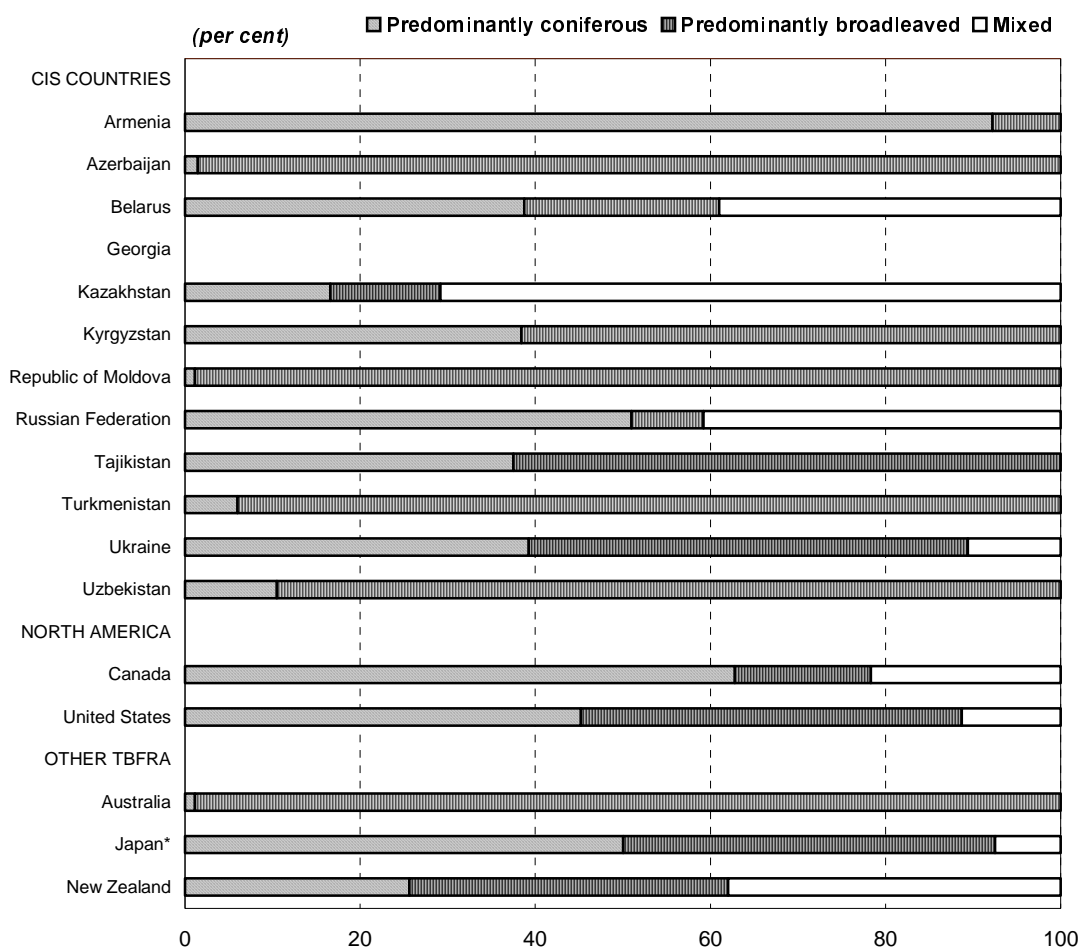 (per cent)
Predominantly coniferous Predominantly broadleaved Mixed
CIS COUNTRIES
Armenia
Azerbaijan
Belarus
Georgia
Kazakhstan
Kyrgyzstan
Republic of Moldova
Russian Federation
Tajikistan
Turkmenistan
Ukraine
Uzbekistan
NORTH AMERICA
Canada
United States
OTHER TBFRA
Australia
Japan*
New Zealand
0 20 40 60 80 100